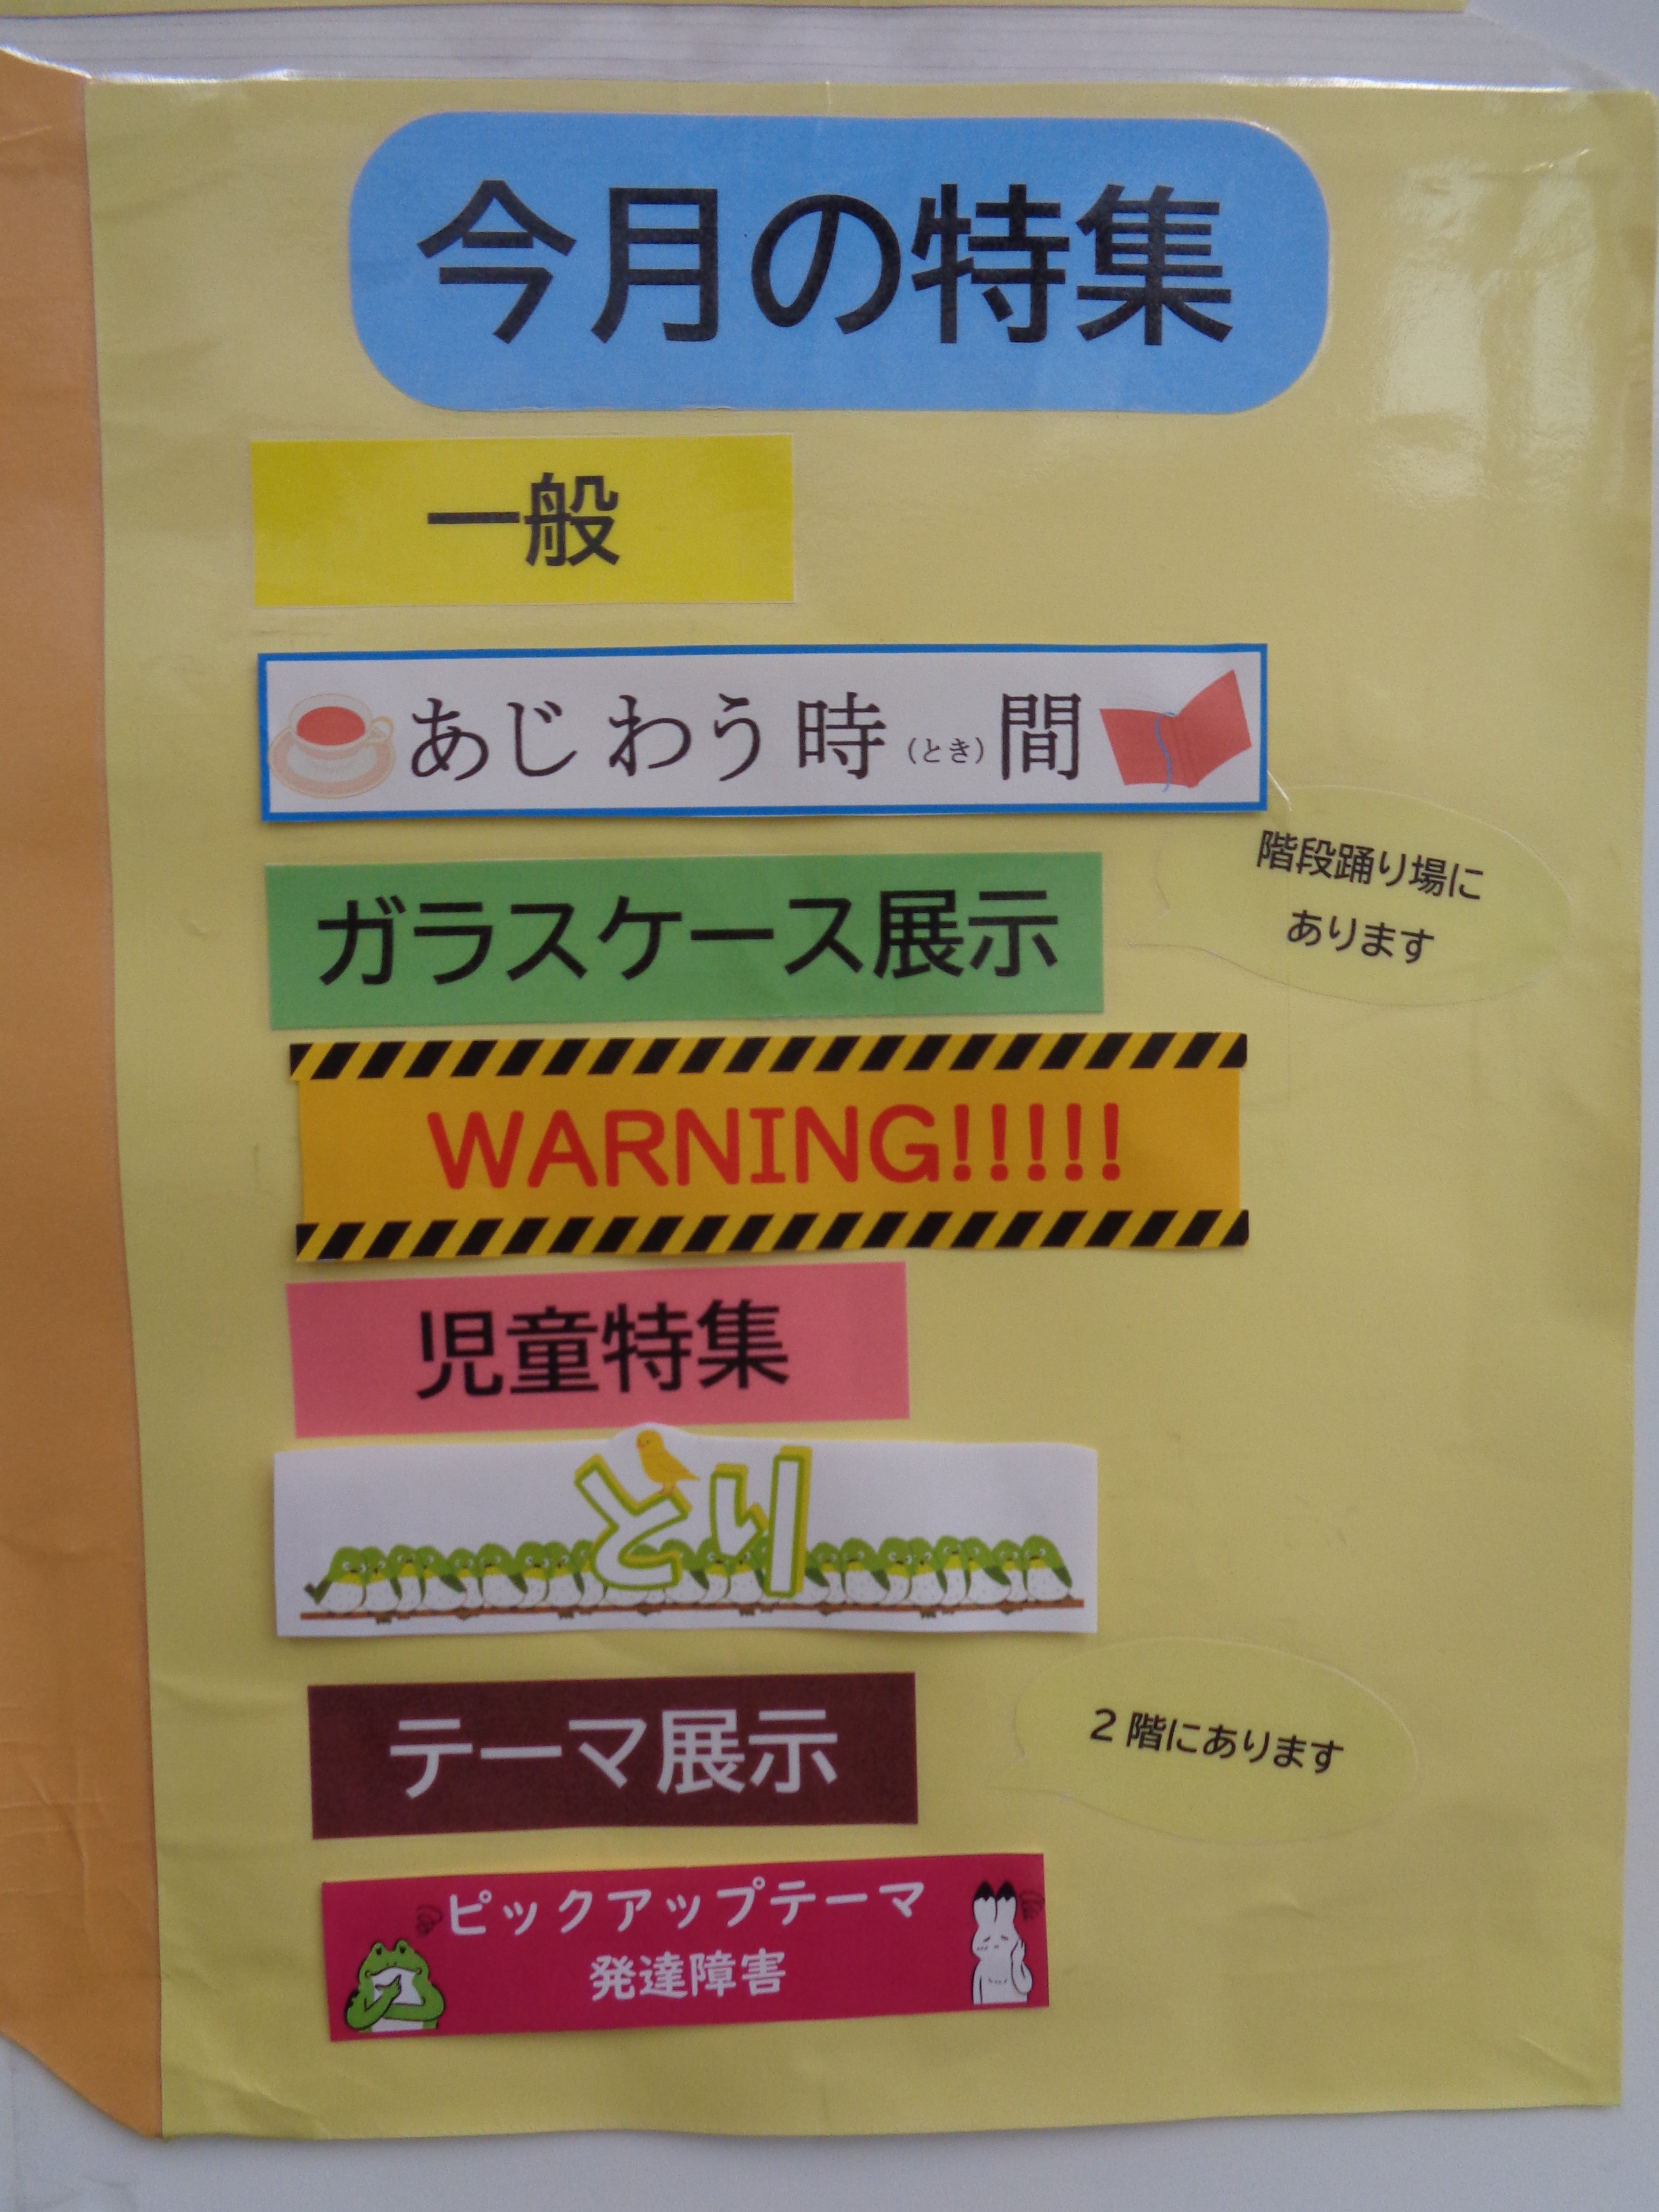 今月の特集
一般
あじわう時(とき)間
階段踊り場に
あります
ガラスケース展示
WARNING!!!!!
児童特集
とり
テーマ展示
2階にあります
ピックアップテーマ
発達障害